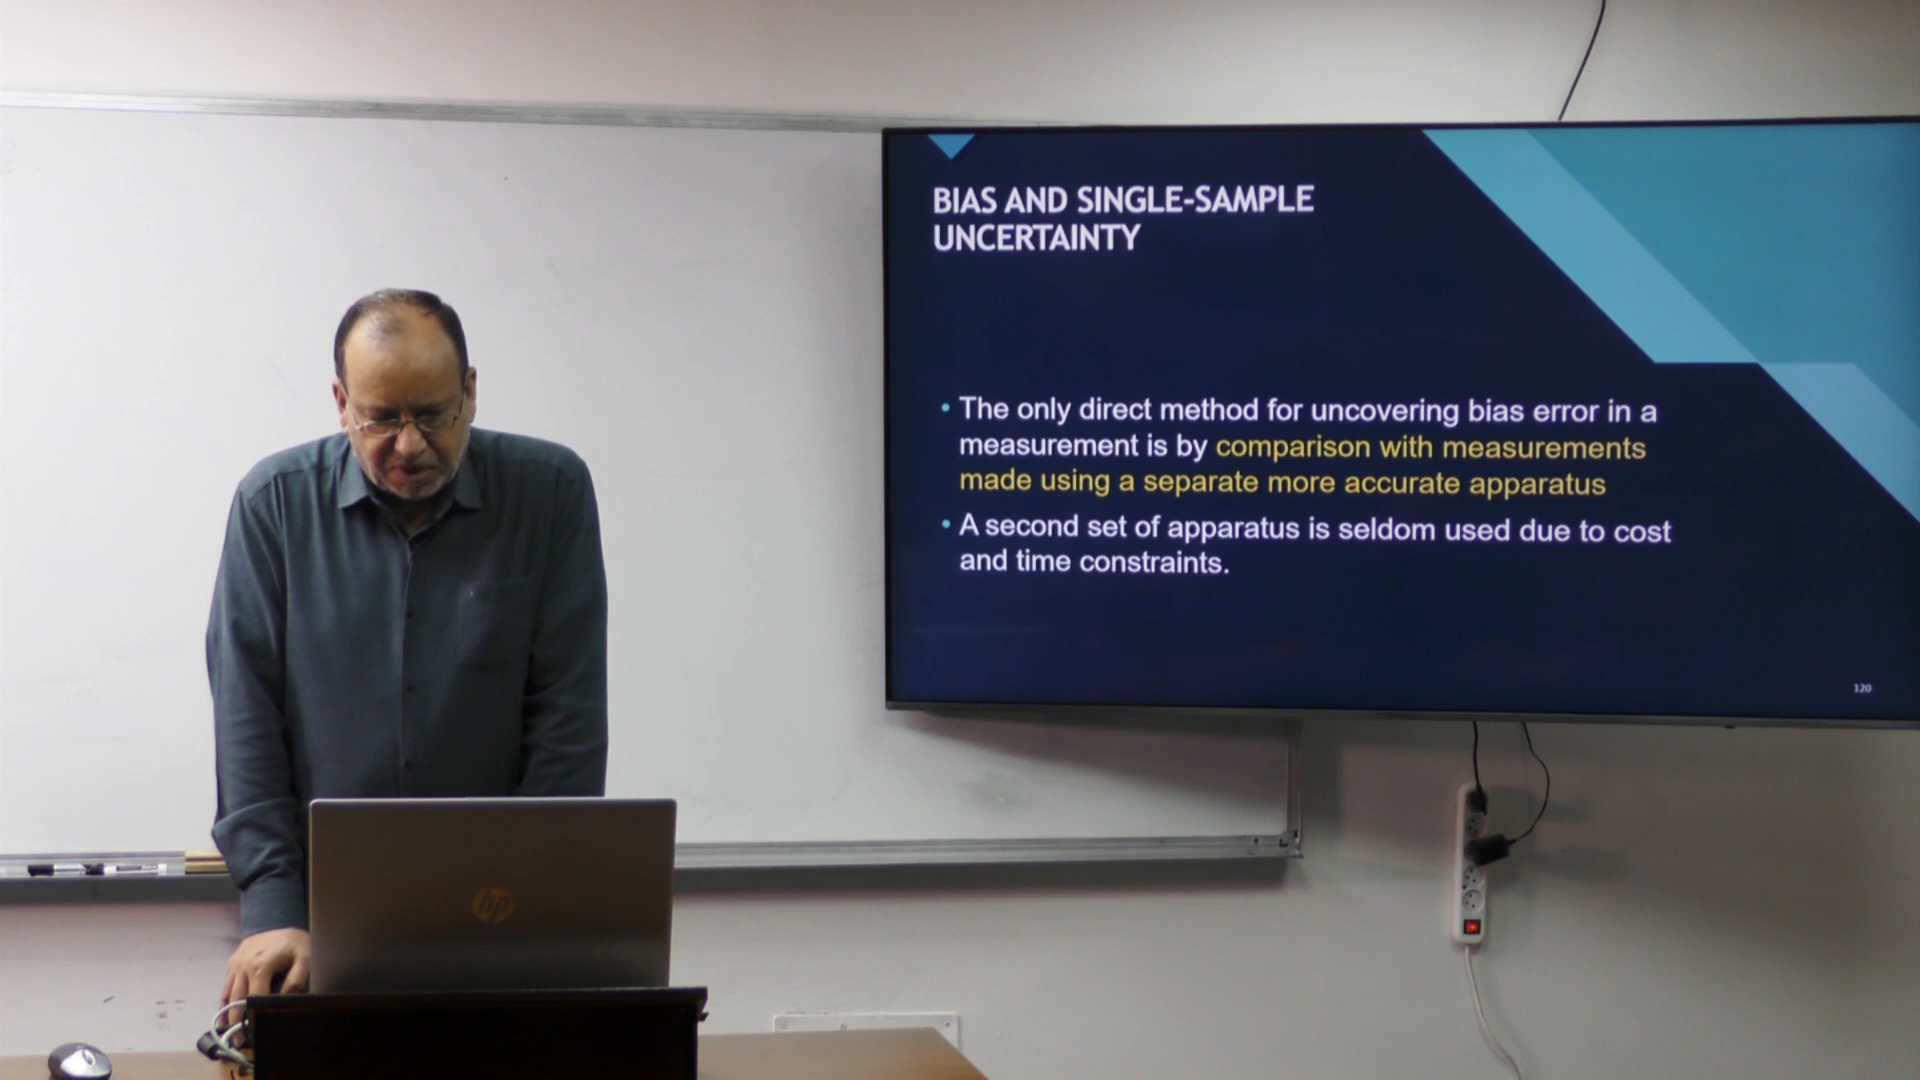 BIAS AND SINGLE-SAMPLE
UNCERTAINTY
• The only direct method for uncovering bias error in a
measurement is by comparison with measurements
made using a separate more accurate apparatus
• A second set of apparatus is seldom used due to cost
and time constraints.
120
hp